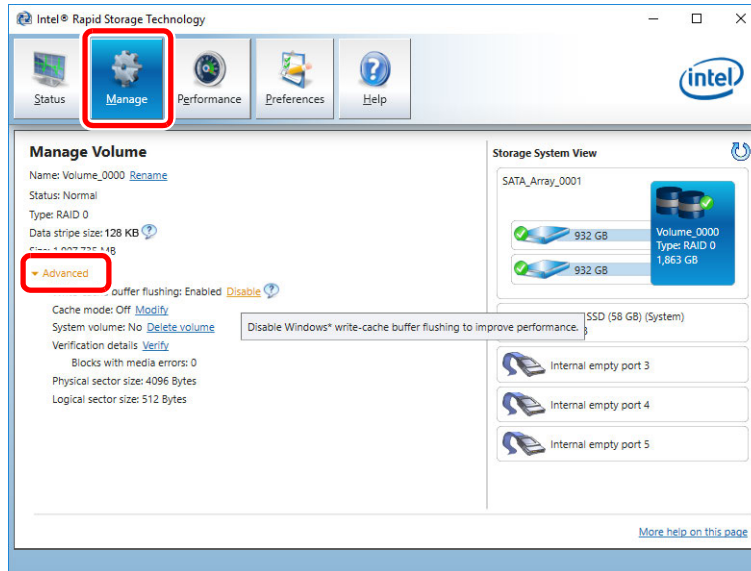 Intel® Rapid Storage Technology
Status
Manage
Performance
Preferences
Help
intel
Manage Volume
Name: Volume_0000 Rename
Status: Normal
Type: RAID 0
Data stripe size: 128 KB
Advanced
buffer flushing: Enabled Disable
Cache mode: Off Modify
System volume: No Delete volume
Verification details Verify
Blocks with media errors: 0
Physical sector size: 4096 Bytes
Logical sector size: 512 Bytes
Disable Windows* write-cache buffer flushing to improve performance.
Storage System View
SATA_Array_0001
932 GB
932 GB
Volume_0000
Type: RAID 0
1,863 GB
SSD (58 GB) (System)
Internal empty port 3
Internal empty port 4
Internal empty port 5
More help on this page